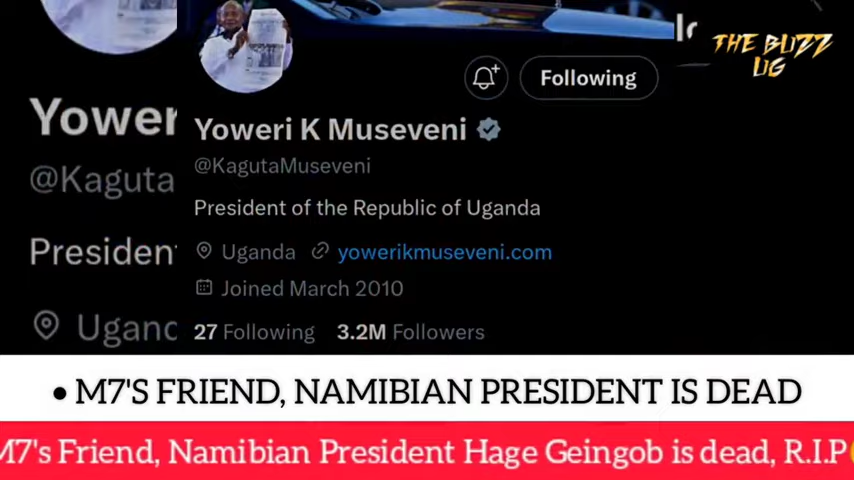 THE BUZZ
UG
Following
Yoweri K Museveni
@KagutaMuseveni
President of the Republic of Uganda
Uganda yowerikmuseveni.com
Joined March 2010
27 Following 3.2M Followers
Yower
@Kaguta
President
Uganc
• M7'S FRIEND, NAMIBIAN PRESIDENT IS DEAD
M7's Friend, Namibian President Hage Geingob is dead, R.I.P